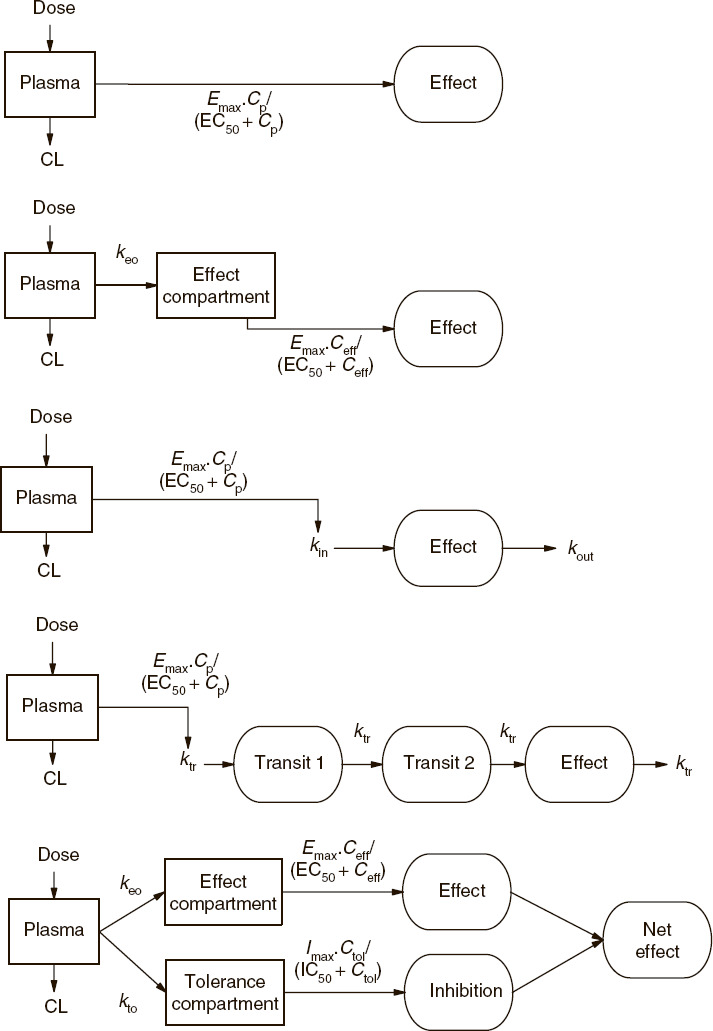 Dose
Plasma
Emax.Cp/
(EC50 + Cp)
Effect
CL
Dose
Plasma
keo
Effect
compartment
Emax.Ceff/
(EC50 + Ceff)
Effect
CL
Dose
Plasma
Emax.Cp/
(EC50 + Cp)
kin
Effect
kout
CL
Dose
Plasma
Emax.Cp/
(EC50 + Cp)
ktr
Transit 1
ktr
Transit 2
ktr
Effect
ktr
CL
Dose
Plasma
keo
Effect
compartment
Emax.Ceff/
(EC50 + Ceff)
Effect
kto
Tolerance
compartment
Imax.Ctol/
(IC50 + Ctol)
Inhibition
Net
effect
CL